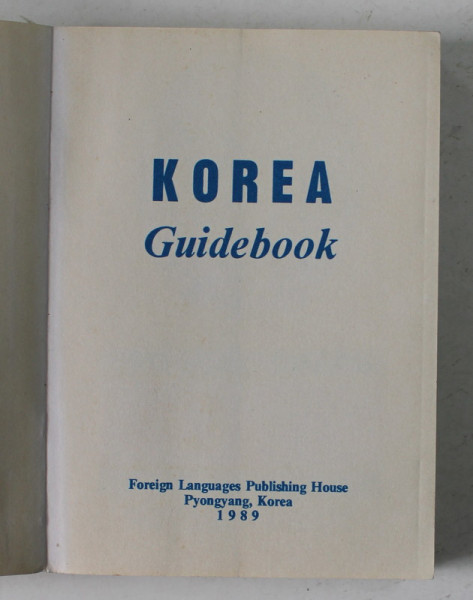 KOREA
Guidebook
Foreign Languages Publishing House
Pyongyang, Korea
1989